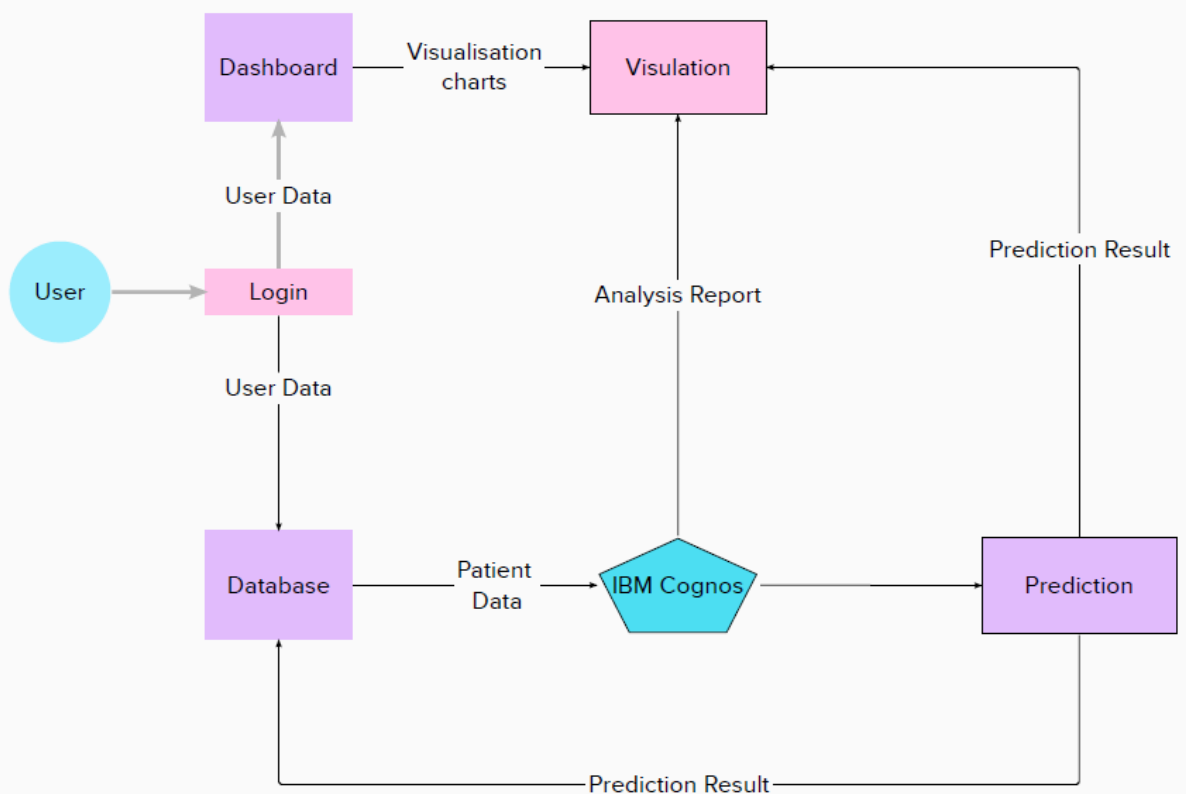 Dashboard
Visualisation
charts
Visulation
User Data
User
Login
Prediction Result
Analysis Report
User Data
Database
Patient
Data
IBM Cognos
Prediction
Prediction Result